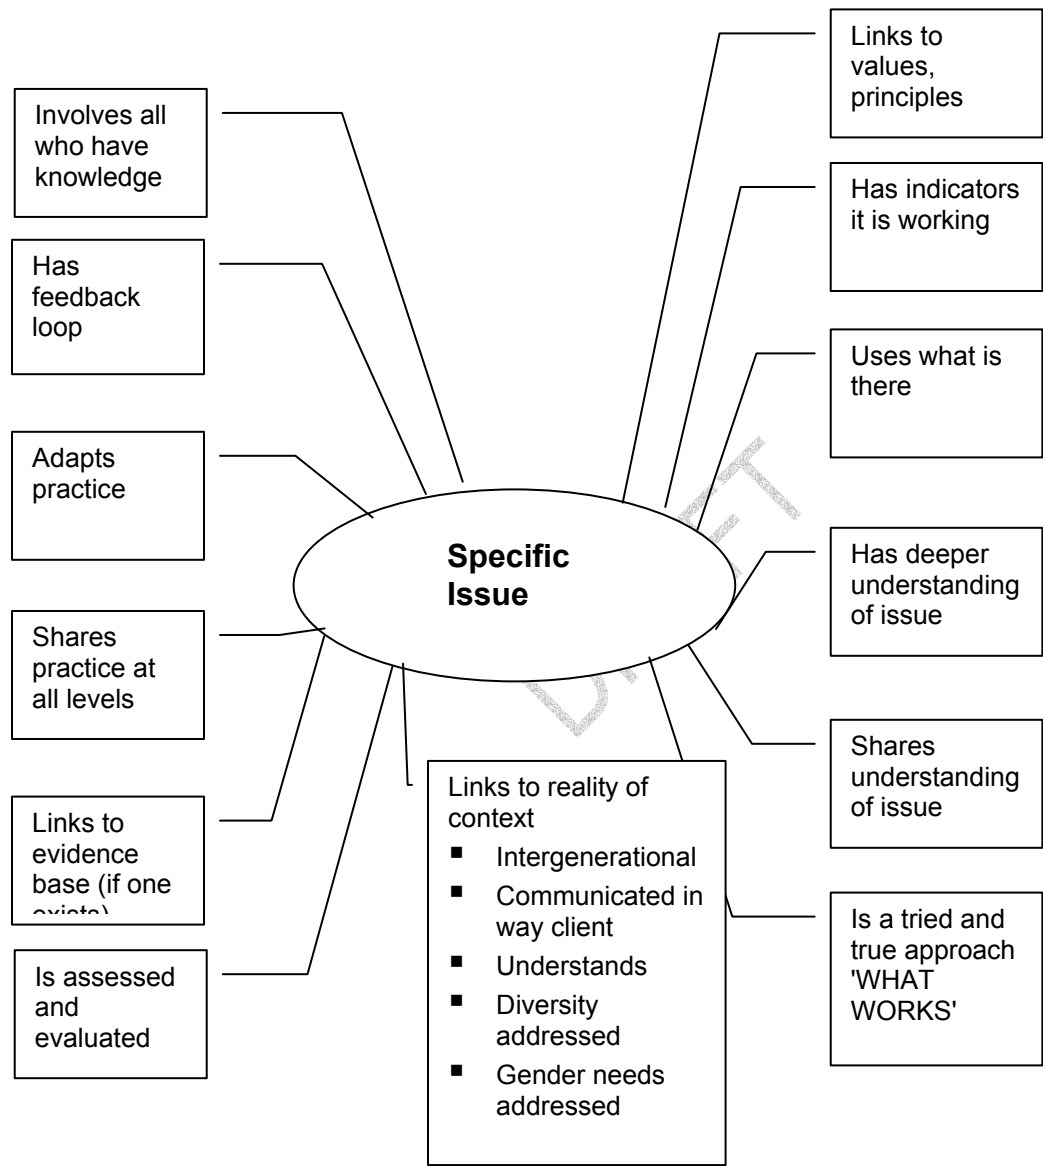 Links to
values,
principles
Involves all
who have
knowledge
Has indicators
it is working
Has
feedback
loop
Uses what is
there
Adapts
practice
Specific
Issue
Has deeper
understanding
of issue
Shares
practice at
all levels
Shares
understanding
of issue
Links to
evidence
base (if one
exists)
Links to reality of
context
▪ Intergenerational
▪ Communicated in
way client
▪ Understands
▪ Diversity
addressed
▪ Gender needs
addressed
Is a tried and
true approach
'WHAT
WORKS'
Is assessed
and
evaluated